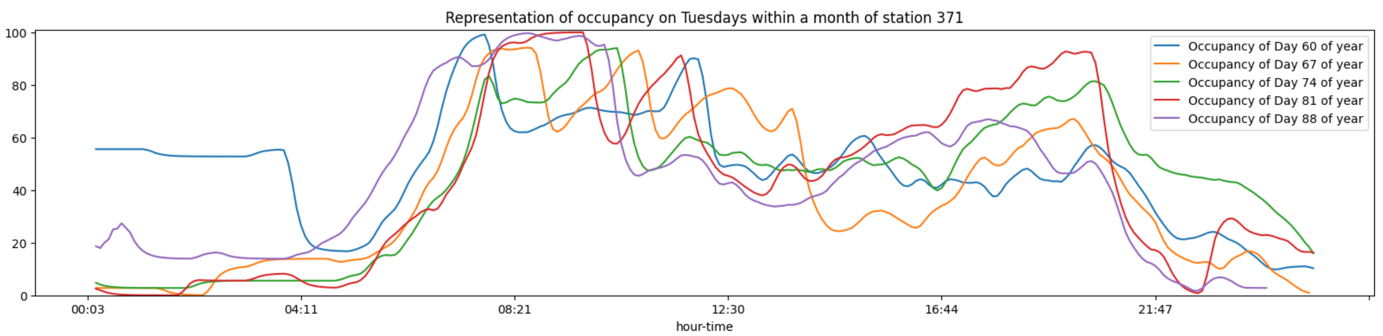 Representation of occupancy on Tuesdays within a month of station 371
100
80
60
40
20
0
Occupancy of Day 60 of year
Occupancy of Day 67 of year
Occupancy of Day 74 of year
Occupancy of Day 81 of year
Occupancy of Day 88 of year
00:03 04:11 08:21 12:30 16:44 21:47
hour-time